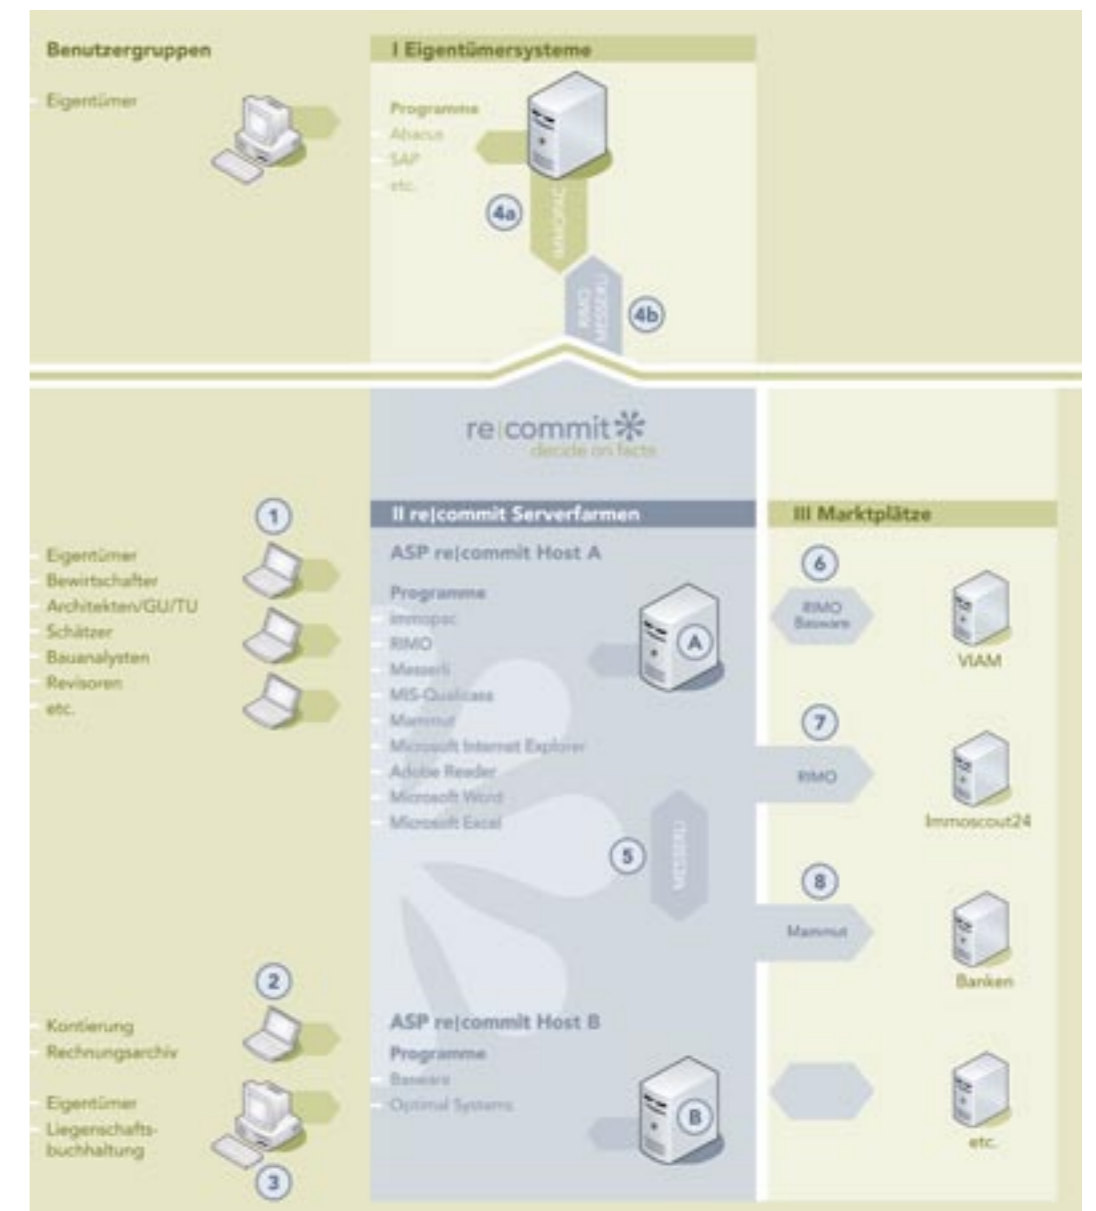 Benutzergruppen
I Eigentümersysteme
Eigentümer
Programme
Abacus
SAP
etc.
4a
IMMOPAC
4b
RIMO
MESSERLI
re|commit
decide on facts
1
II re|commit Serverfarmen
III Marktplätze
Eigentümer
Bewirtschafter
Architekten/GU/TU
Schätzer
Bauanalysten
Revisoren
etc.
ASP re|commit Host A
Programme
immopac
RIMO
Messerli
MIS-Qualicasa
Mammut
Microsoft Internet Explorer
Adobe Reader
Microsoft Word
Microsoft Excel
A
6
RIMO
Basware
VIAM
7
RIMO
Immoscout24
5
MESSERLI
8
Mammut
Banken
2
Kontierung
Rechnungsarchiv
Eigentümer
Liegenschafts-
buchhaltung
3
ASP re|commit Host B
Programme
Basware
Optimal Systems
B
etc.